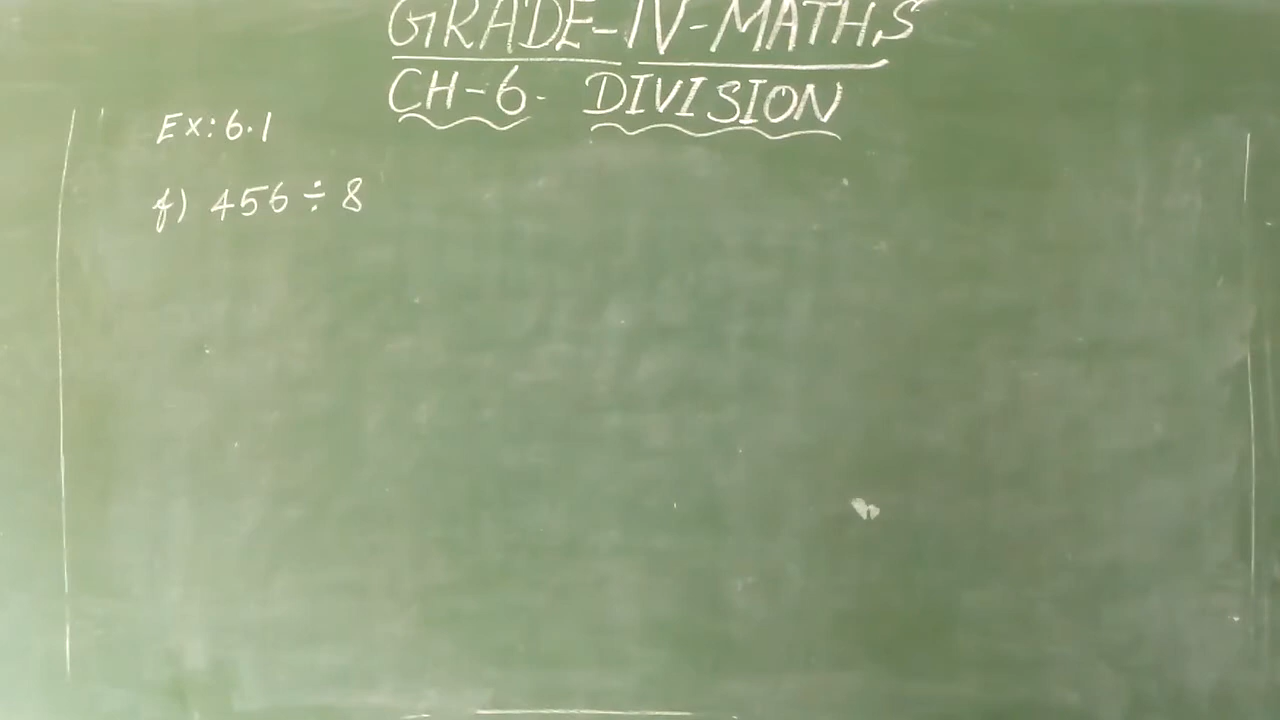 GRADE-IV-MATHS
CH-6. DIVISION
Ex: 6.1
f) 456 ÷ 8